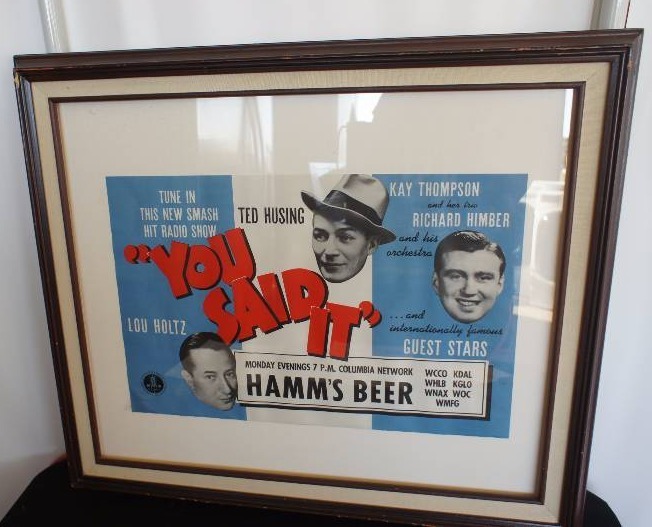 TUNE IN
THIS NEW SMASH
HIT RADIO SHOW
TED HUSING
KAY THOMPSON
and her trio
RICHARD HIMBER
and his
orchestra
"YOU
SAID
IT"
LOU HOLTZ
...and
internationally famous
GUEST STARS
MONDAY EVENINGS 7 P.M. COLUMBIA NETWORK
HAMM'S BEER
WCCO KDAL
WHLB KGLO
WNAX WOC
WMFG